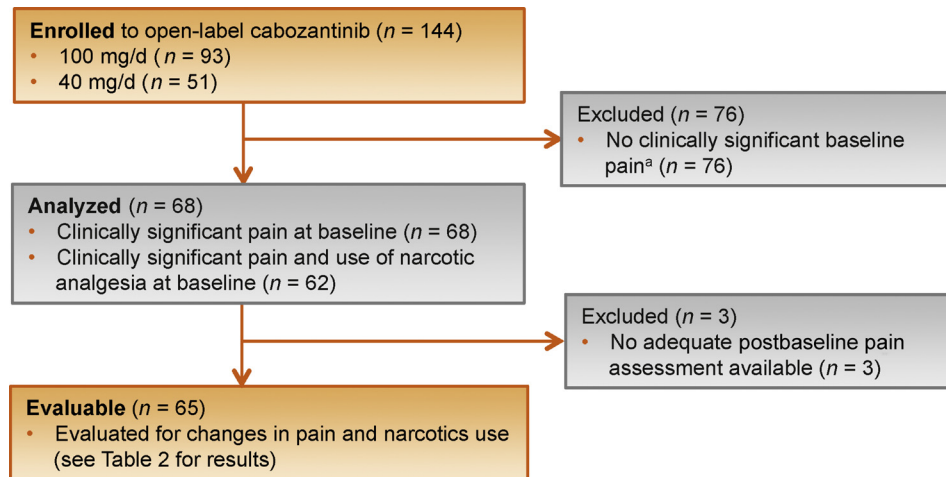 Enrolled to open-label cabozantinib (n = 144)
• 100 mg/d (n = 93)
• 40 mg/d (n = 51)
Excluded (n = 76)
• No clinically significant baseline
painᵃ (n = 76)
Analyzed (n = 68)
• Clinically significant pain at baseline (n = 68)
• Clinically significant pain and use of narcotic
analgesia at baseline (n = 62)
Excluded (n = 3)
• No adequate postbaseline pain
assessment available (n = 3)
Evaluable (n = 65)
• Evaluated for changes in pain and narcotics use
(see Table 2 for results)